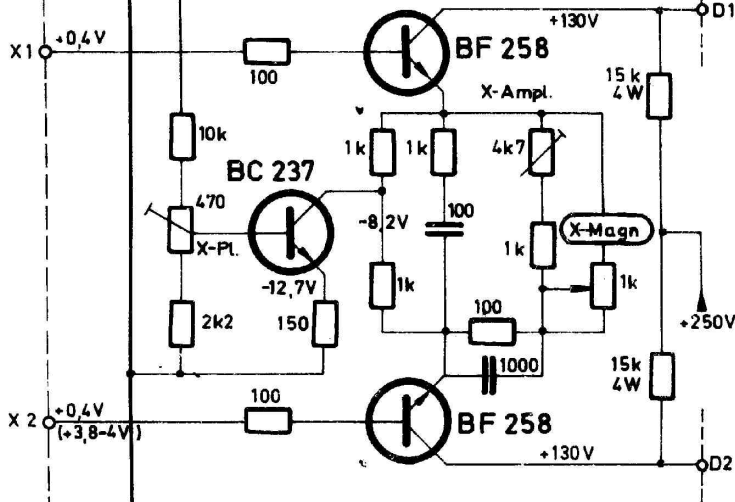 +130V
D1
X1
+0,4V
100
BF 258
15k
4W
X-Ampl.
10k
1k
1k
4k7
BC 237
470
X-Pl.
-8,2V
100
X-Magn
1k
-12,7V
1k
1k
2k2
150
100
+250V
1000
15k
4W
100
X 2
+0,4V
(+3,8-4V)
BF 258
+130V
D2